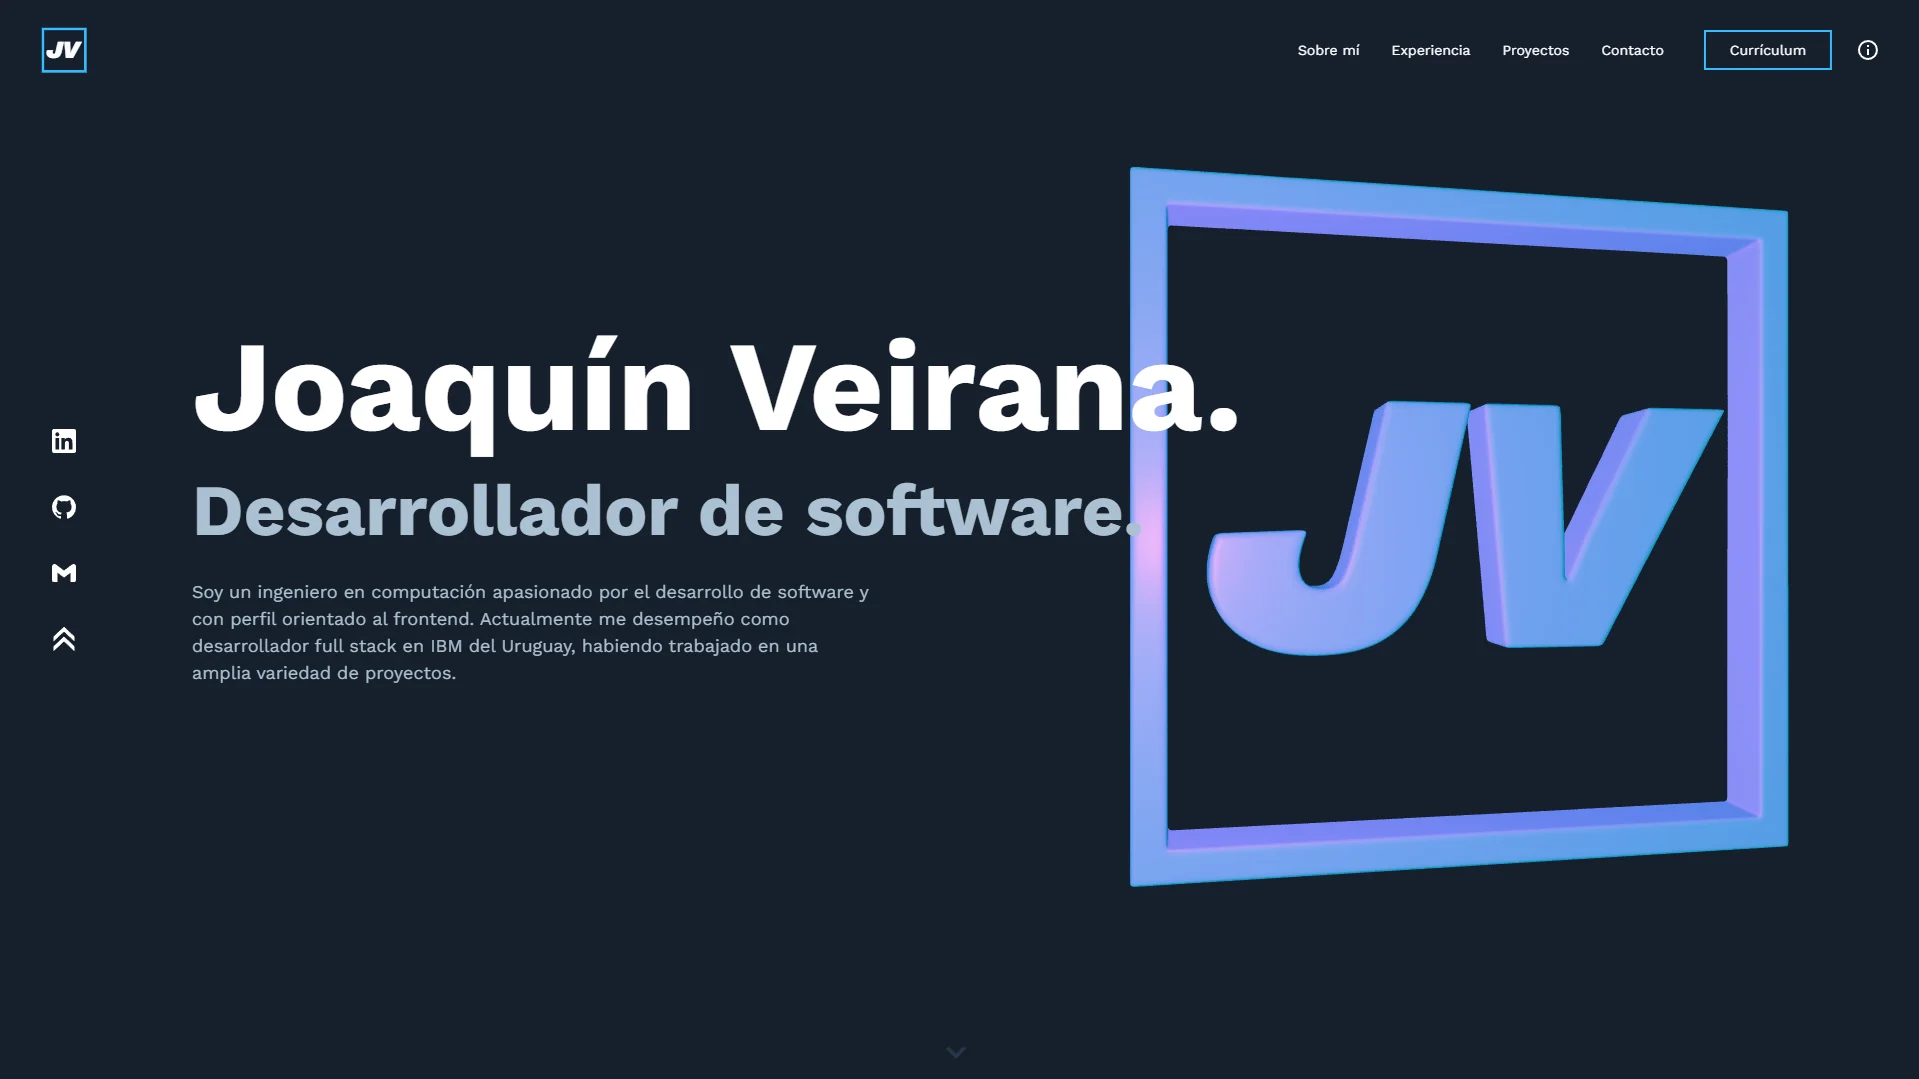 JV
Sobre mí
Experiencia
Proyectos
Contacto
Currículum
Joaquín Veirana.
Desarrollador de software.
Soy un ingeniero en computación apasionado por el desarrollo de software y
con perfil orientado al frontend. Actualmente me desempeño como
desarrollador full stack en IBM del Uruguay, habiendo trabajado en una
amplia variedad de proyectos.
JV
in